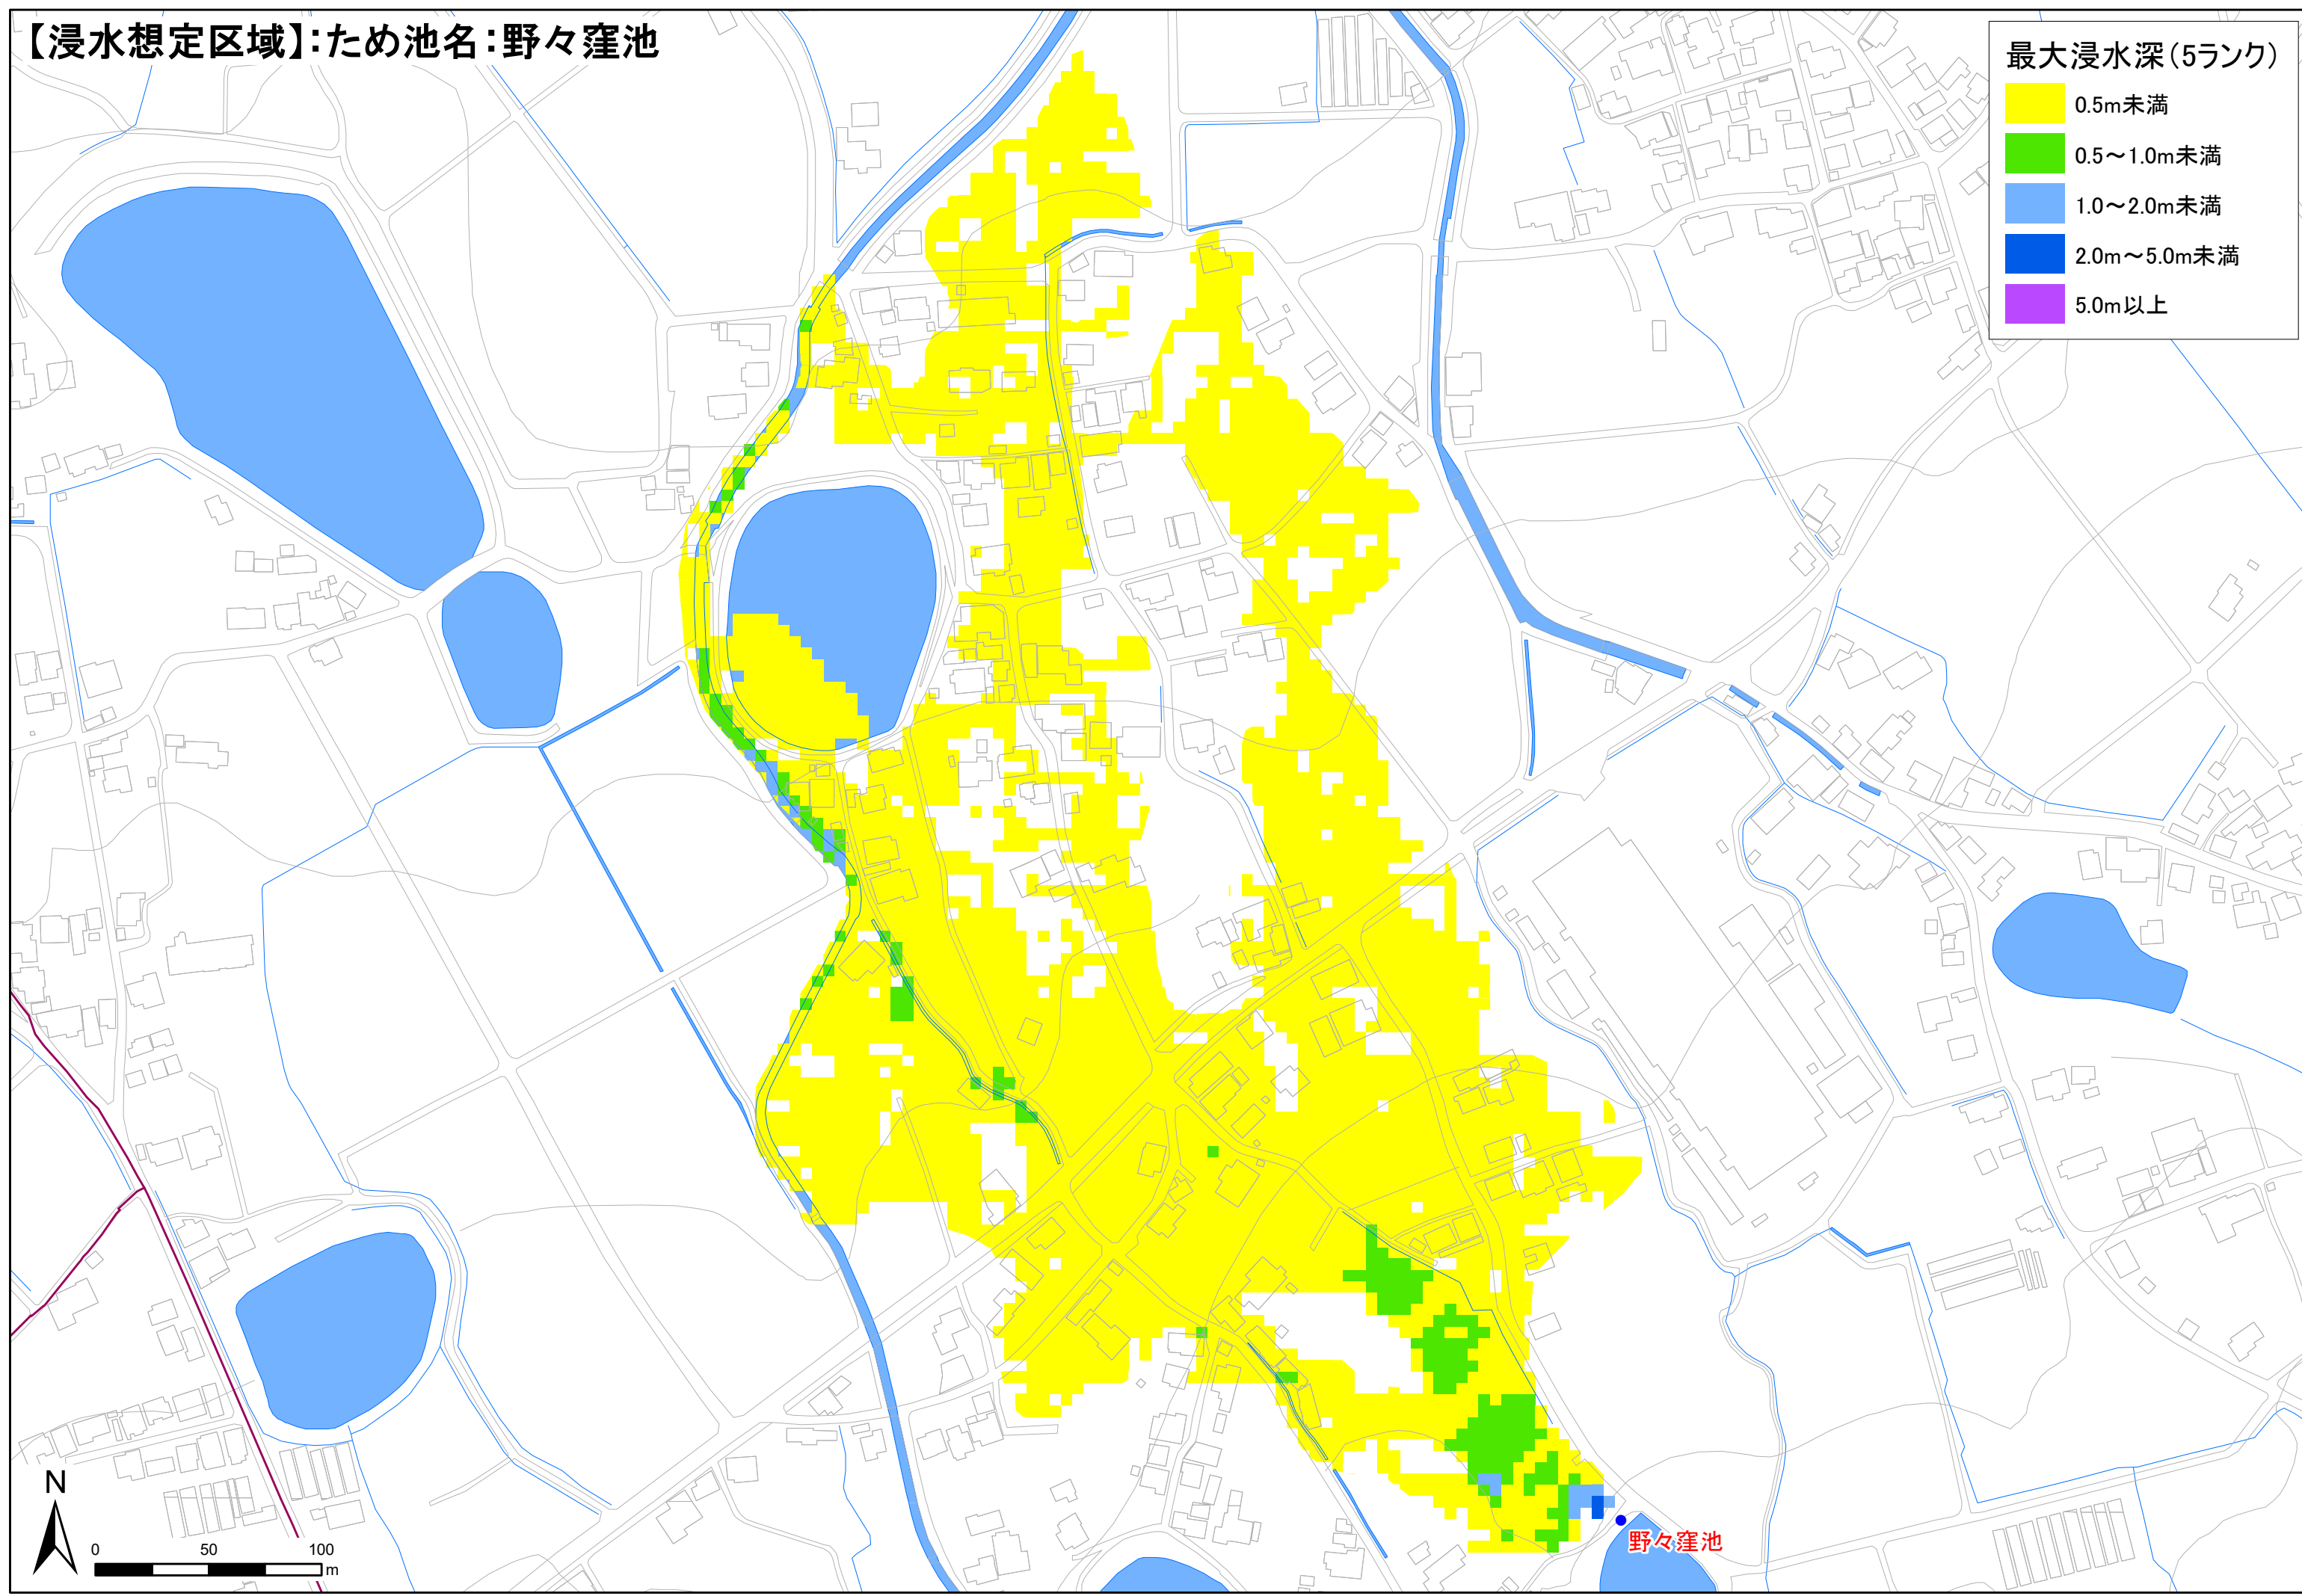 【浸水想定区域】:ため池名:野々窪池
最大浸水深(5ランク)
0.5m未満
0.5～1.0m未満
1.0～2.0m未満
2.0m～5.0m未満
5.0m以上
野々窪池
N
0 50 100
m